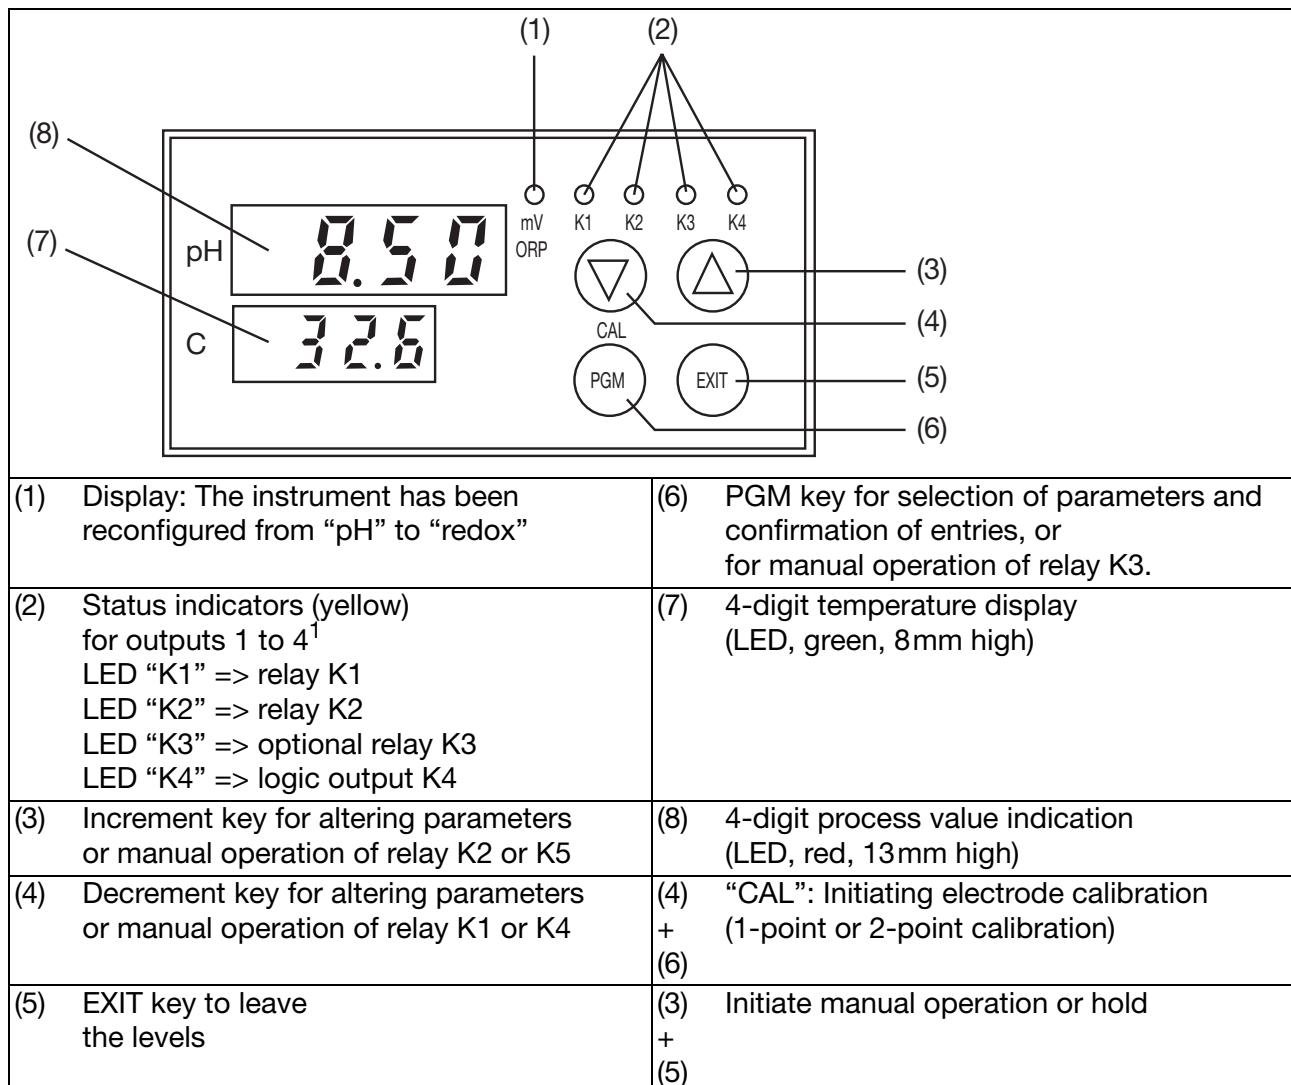 (1) (2)
(8)
mV K1 K2 K3 K4
ORP
pH 8.50
(7)
(3)
(4)
C 32.6
CAL
PGM EXIT
(5)
(6)
(1) Display: The instrument has been
reconfigured from “pH” to “redox”
(6) PGM key for selection of parameters and
confirmation of entries, or
for manual operation of relay K3.
(2) Status indicators (yellow)
for outputs 1 to 4¹
LED “K1” => relay K1
LED “K2” => relay K2
LED “K3” => optional relay K3
LED “K4” => logic output K4
(7) 4-digit temperature display
(LED, green, 8mm high)
(3) Increment key for altering parameters
or manual operation of relay K2 or K5
(8) 4-digit process value indication
(LED, red, 13mm high)
(4) Decrement key for altering parameters
or manual operation of relay K1 or K4
(4) “CAL”: Initiating electrode calibration
+ (1-point or 2-point calibration)
(6)
(5) EXIT key to leave
the levels
(3) Initiate manual operation or hold
+
(5)